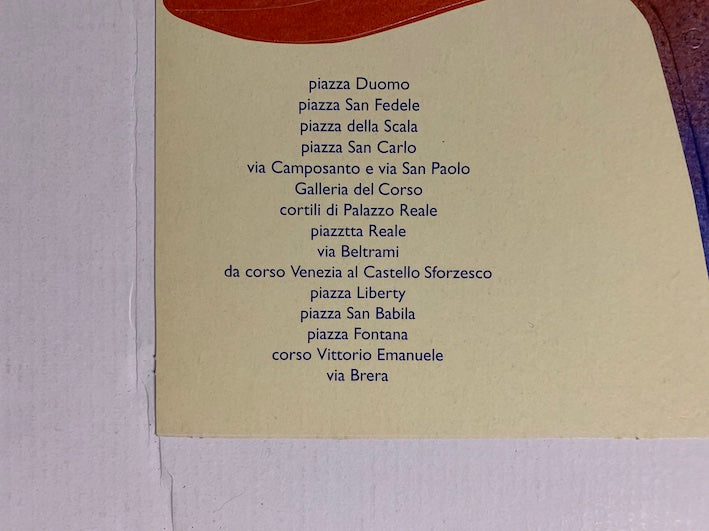 piazza Duomo
piazza San Fedele
piazza della Scala
piazza San Carlo
via Camposanto e via San Paolo
Galleria del Corso
cortili di Palazzo Reale
piazztta Reale
via Beltrami
da corso Venezia al Castello Sforzesco
piazza Liberty
piazza San Babila
piazza Fontana
corso Vittorio Emanuele
via Brera